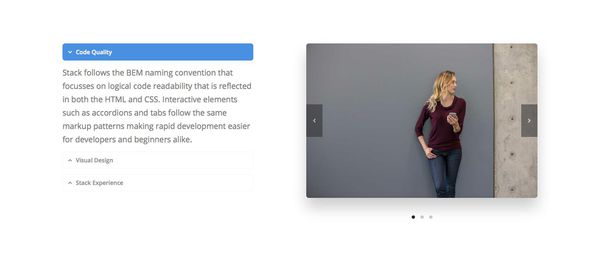 Code Quality
Stack follows the BEM naming convention that
focusses on logical code readability that is reflected
in both the HTML and CSS. Interactive elements
such as accordions and tabs follow the same
markup patterns making rapid development easier
for developers and beginners alike.
Visual Design
Stack Experience